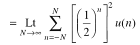 = Lt_{N→∞} ∑_{n=−N}^{N} [(1/2)^n]^2 u(n)